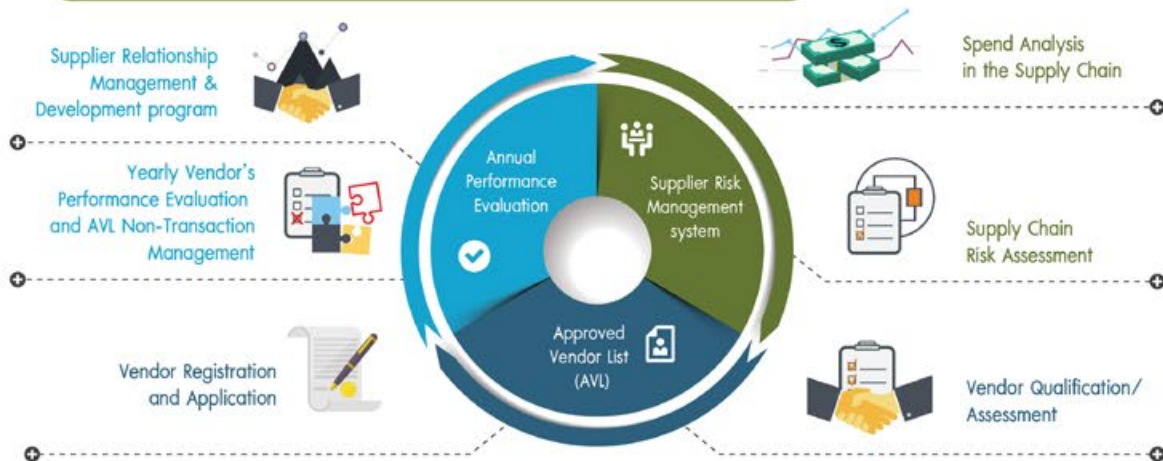 Supplier Relationship
Management &
Development program
Spend Analysis
in the Supply Chain
Annual
Performance
Evaluation
Supplier Risk
Management
system
Yearly Vendor's
Performance Evaluation
and AVL Non-Transaction
Management
Supply Chain
Risk Assessment
Approved
Vendor List
(AVL)
Vendor Registration
and Application
Vendor Qualification/
Assessment